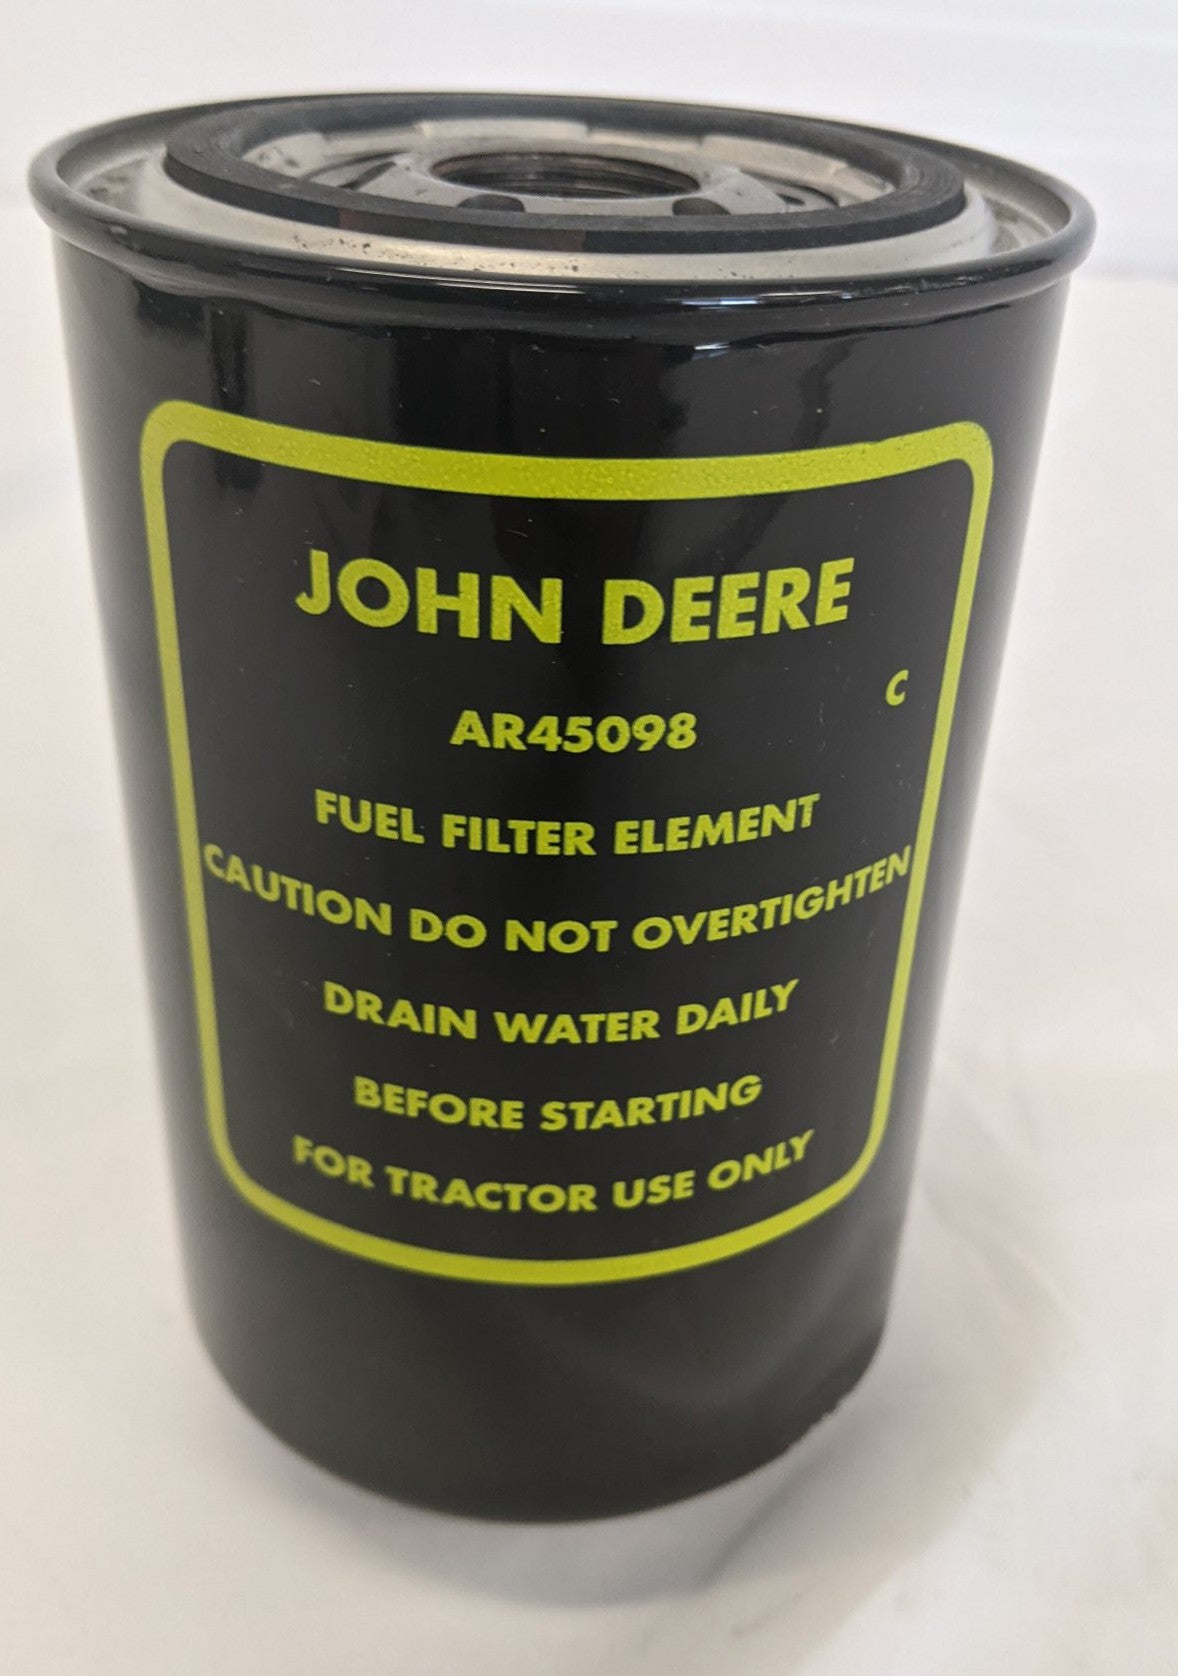 JOHN DEERE
C
AR45098
FUEL FILTER ELEMENT
CAUTION DO NOT OVERTIGHTEN
DRAIN WATER DAILY
BEFORE STARTING
FOR TRACTOR USE ONLY